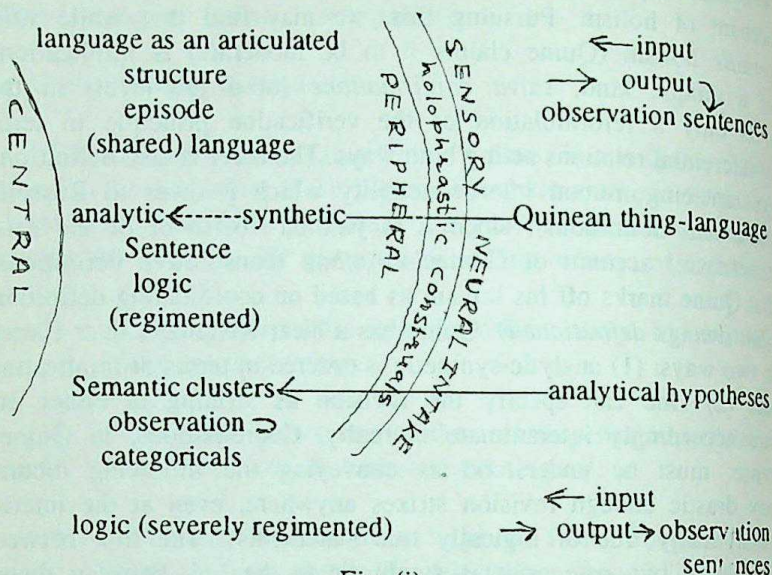 language as an articulated
structure
episode
(shared) language
CENTRAL
PERIPHERAL
holophrastic construals
SENSORY NEURAL INTAKE
input
output
observation sentences
analytic synthetic Quinean thing-language
Sentence
logic
(regimented)
Semantic clusters analytical hypotheses
observation ⊃
categoricals
input
logic (severely regimented) output observation
sentences
Fig. (i)